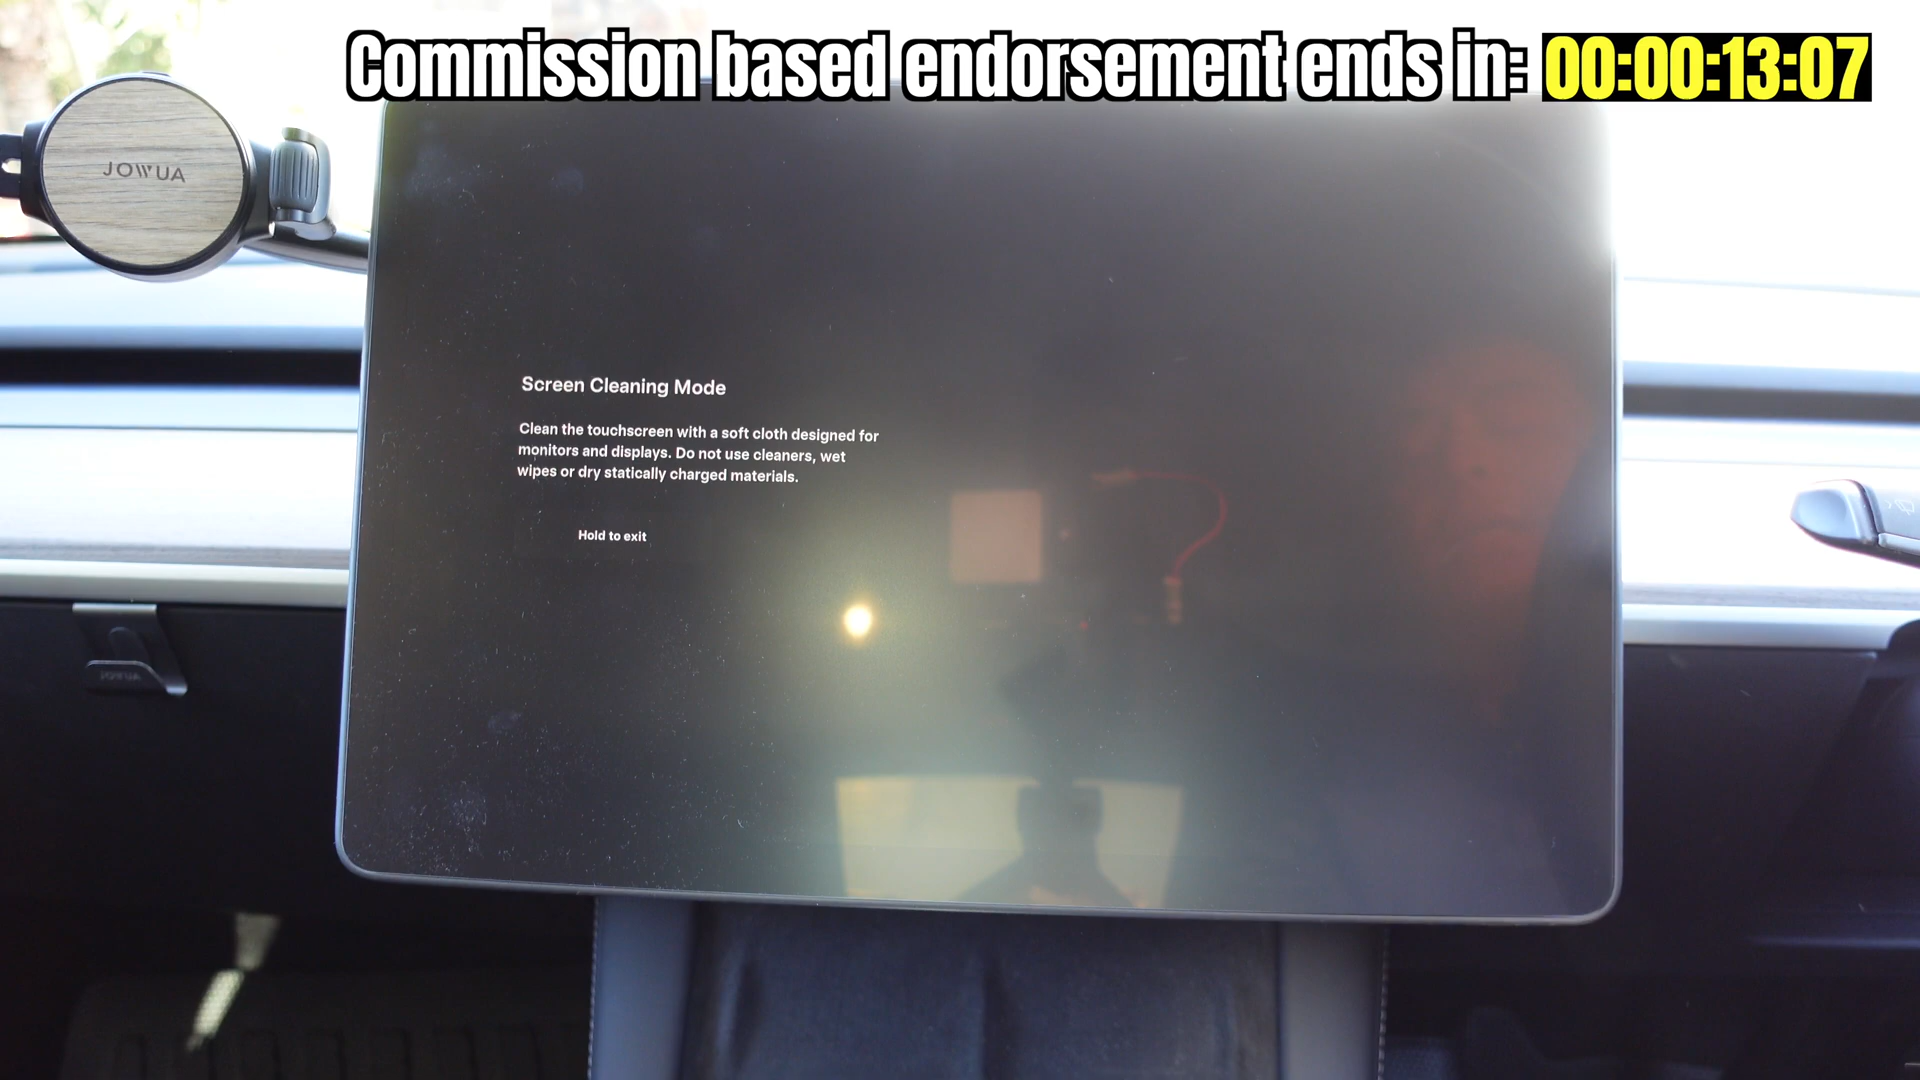 Commission based endorsement ends in: 00:00:13:07
JOWUA
Screen Cleaning Mode
Clean the touchscreen with a soft cloth designed for
monitors and displays. Do not use cleaners, wet
wipes or dry statically charged materials.
Hold to exit
JOWUA